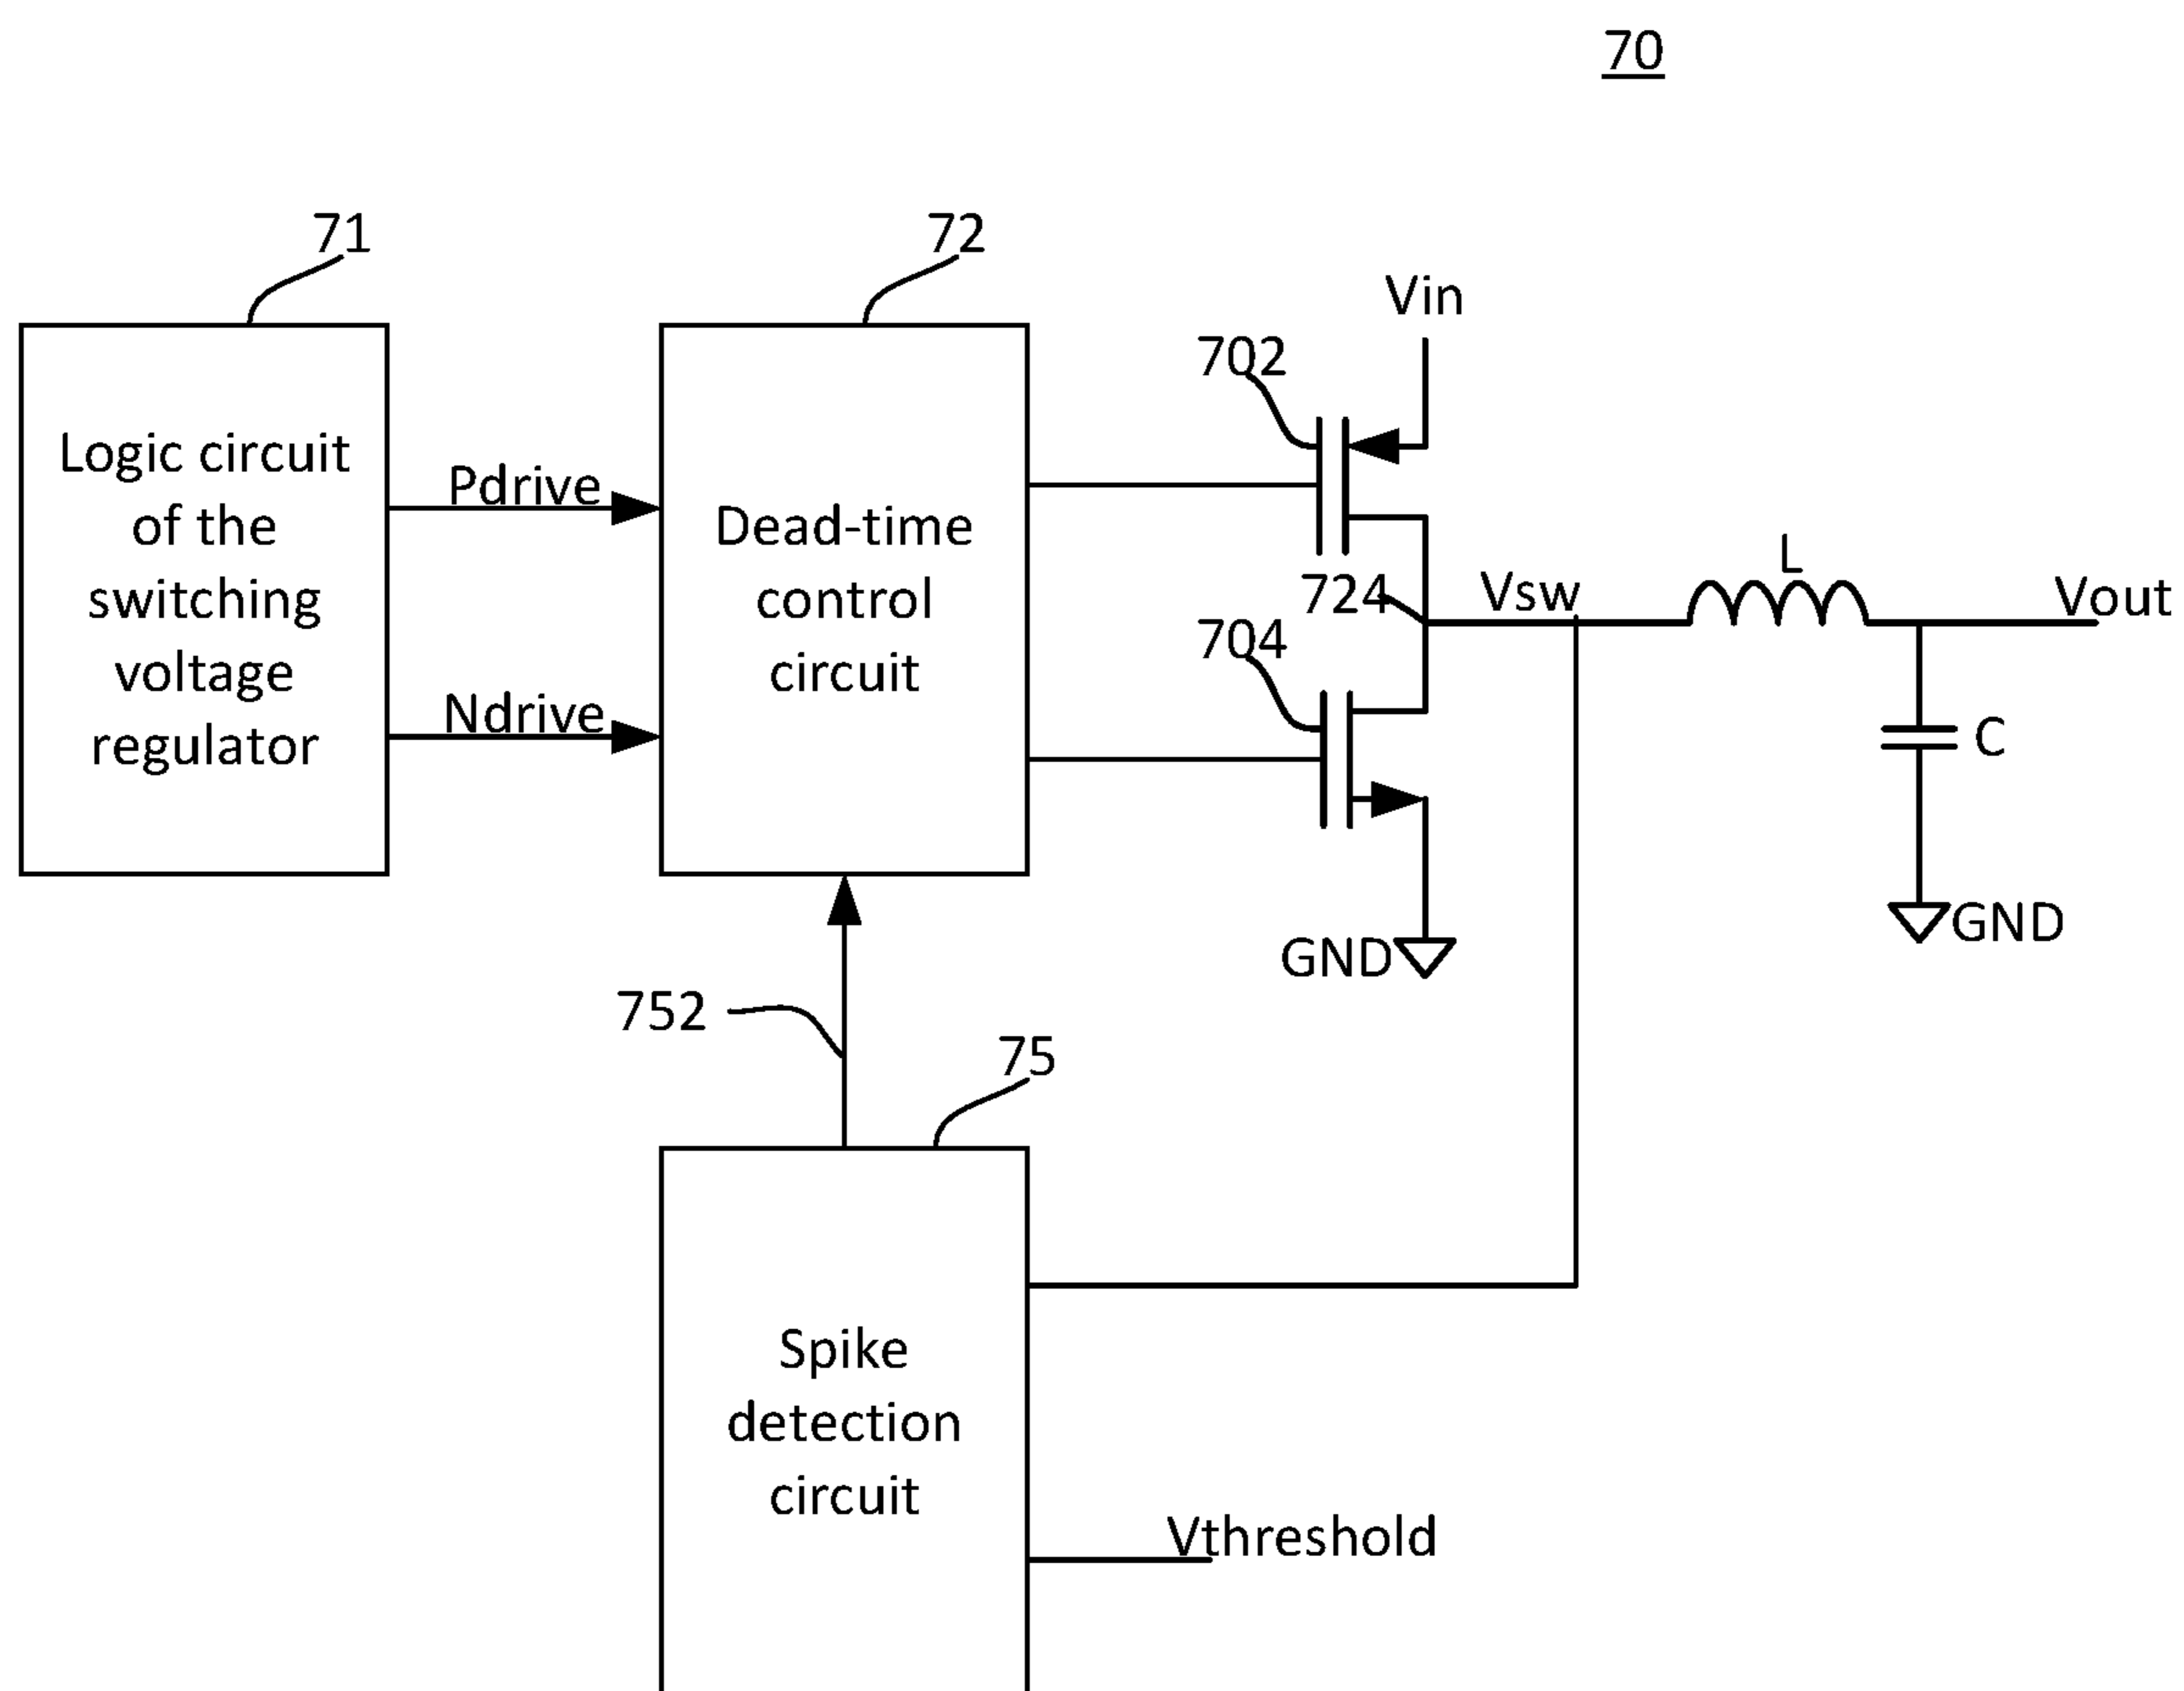 70
71
72
Vin
702
Logic circuit
of the
switching
voltage
regulator
Pdrive
Ndrive
Dead-time
control
circuit
724
704
Vsw
L
Vout
C
GND
GND
752
75
Spike
detection
circuit
Vthreshold